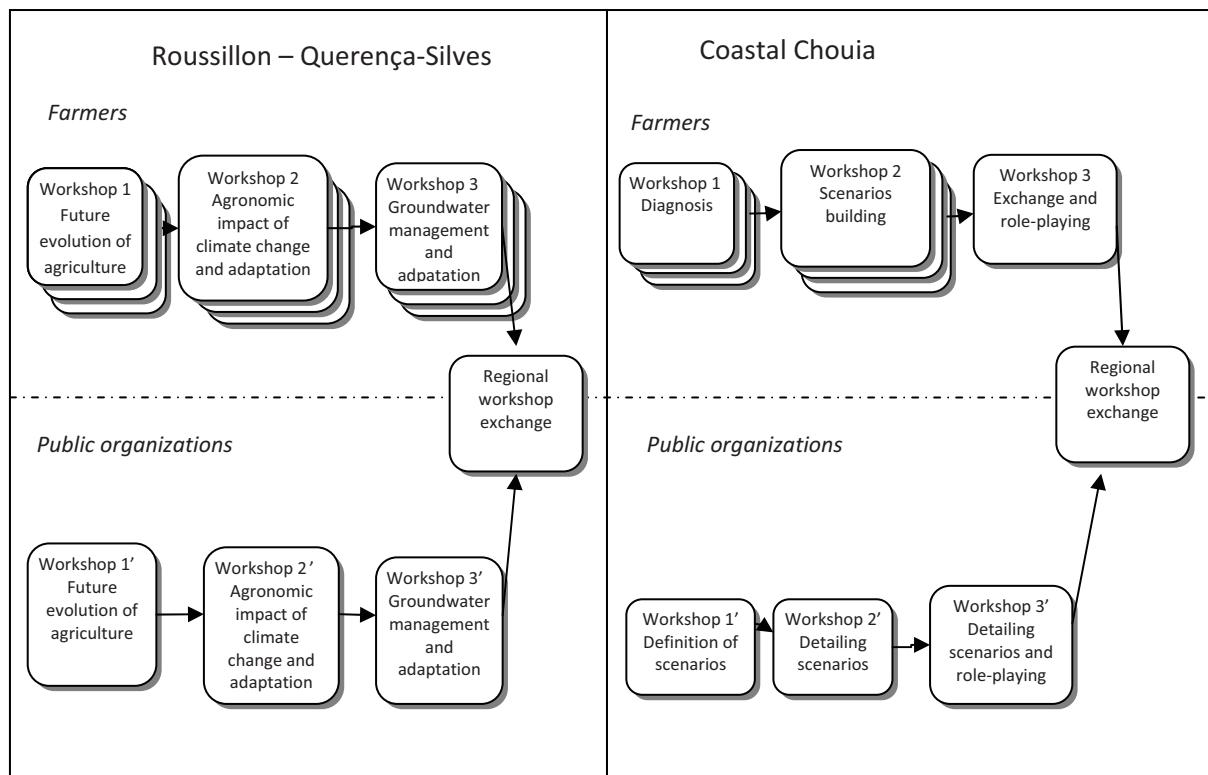 Roussillon – Querença-Silves
Farmers
Workshop 1
Future
evolution of
agriculture
Workshop 2
Agronomic
impact of
climate change
and adaptation
Workshop 3
Groundwater
management
and
adpatation
Regional
workshop
exchange
Public organizations
Workshop 1’
Future
evolution of
agriculture
Workshop 2’
Agronomic
impact of
climate
change and
adaptation
Workshop 3’
Groundwater
management
and
adaptation
Coastal Chouia
Farmers
Workshop 1
Diagnosis
Workshop 2
Scenarios
building
Workshop 3
Exchange and
role-playing
Regional
workshop
exchange
Public organizations
Workshop 1’
Definition of
scenarios
Workshop 2’
Detailing
scenarios
Workshop 3’
Detailing
scenarios and
role-playing